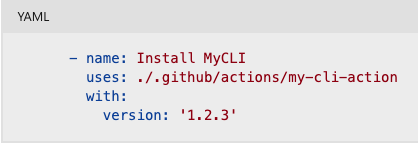 YAML
- name: Install MyCLI
uses: ./.github/actions/my-cli-action
with:
version: '1.2.3'